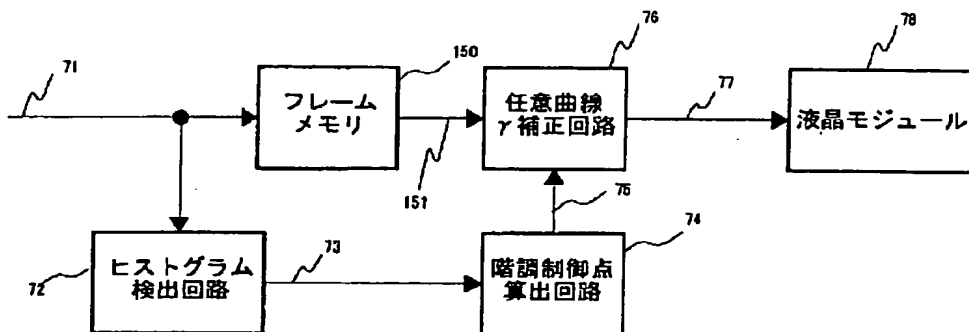 71
150
76
78
フレーム
メモリ
任意曲線
γ補正回路
77
液晶モジュール
151
75
74
73
72
ヒストグラム
検出回路
階調制御点
算出回路